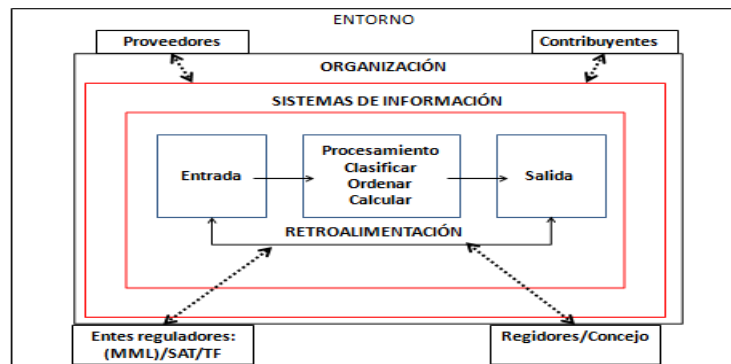 ENTORNO
Proveedores
Contribuyentes
ORGANIZACIÓN
SISTEMAS DE INFORMACIÓN
Entrada
Procesamiento
Clasificar
Ordenar
Calcular
Salida
RETROALIMENTACIÓN
Entes reguladores:
(MML)/SAT/TF
Regidores/Concejo